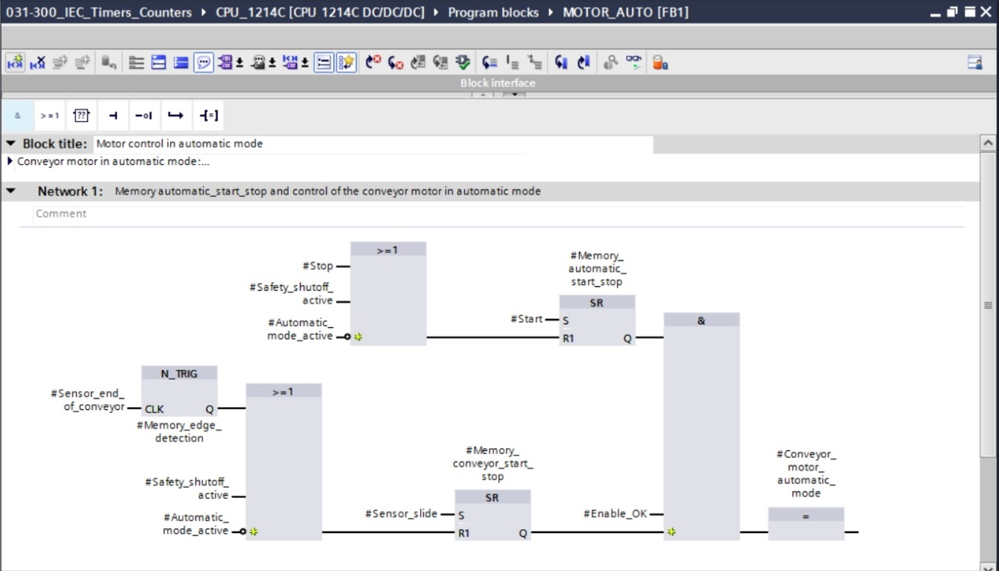 031-300_IEC_Timers_Counters ▸ CPU_1214C [CPU 1214C DC/DC/DC] ▸ Program blocks ▸ MOTOR_AUTO [FB1]
Block interface
& >=1 ??
Block title: Motor control in automatic mode
Conveyor motor in automatic mode:...
Network 1: Memory automatic_start_stop and control of the conveyor motor in automatic mode
Comment
>=1
#Stop
#Safety_shutoff_
active
#Automatic_
mode_active
#Memory_
automatic_
start_stop
SR
#Start S
R1 Q
&
N_TRIG
#Sensor_end_
of_conveyor CLK Q
#Memory_edge_
detection
>=1
#Safety_shutoff_
active
#Automatic_
mode_active
#Memory_
conveyor_start_
stop
SR
#Sensor_slide S
R1 Q
#Enable_OK
#Conveyor_
motor_
automatic_
mode
=